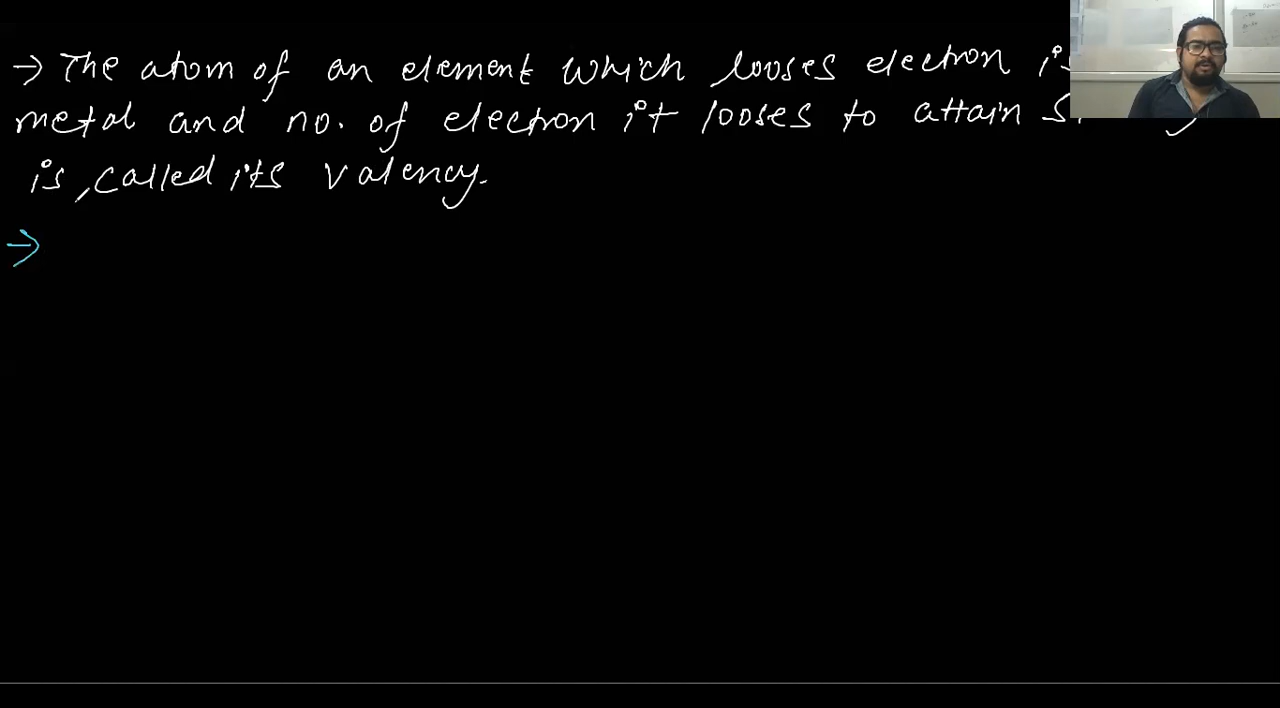 → The atom of an element which looses electron is
metal and no. of electron it looses to attain
is, called its valency.
→